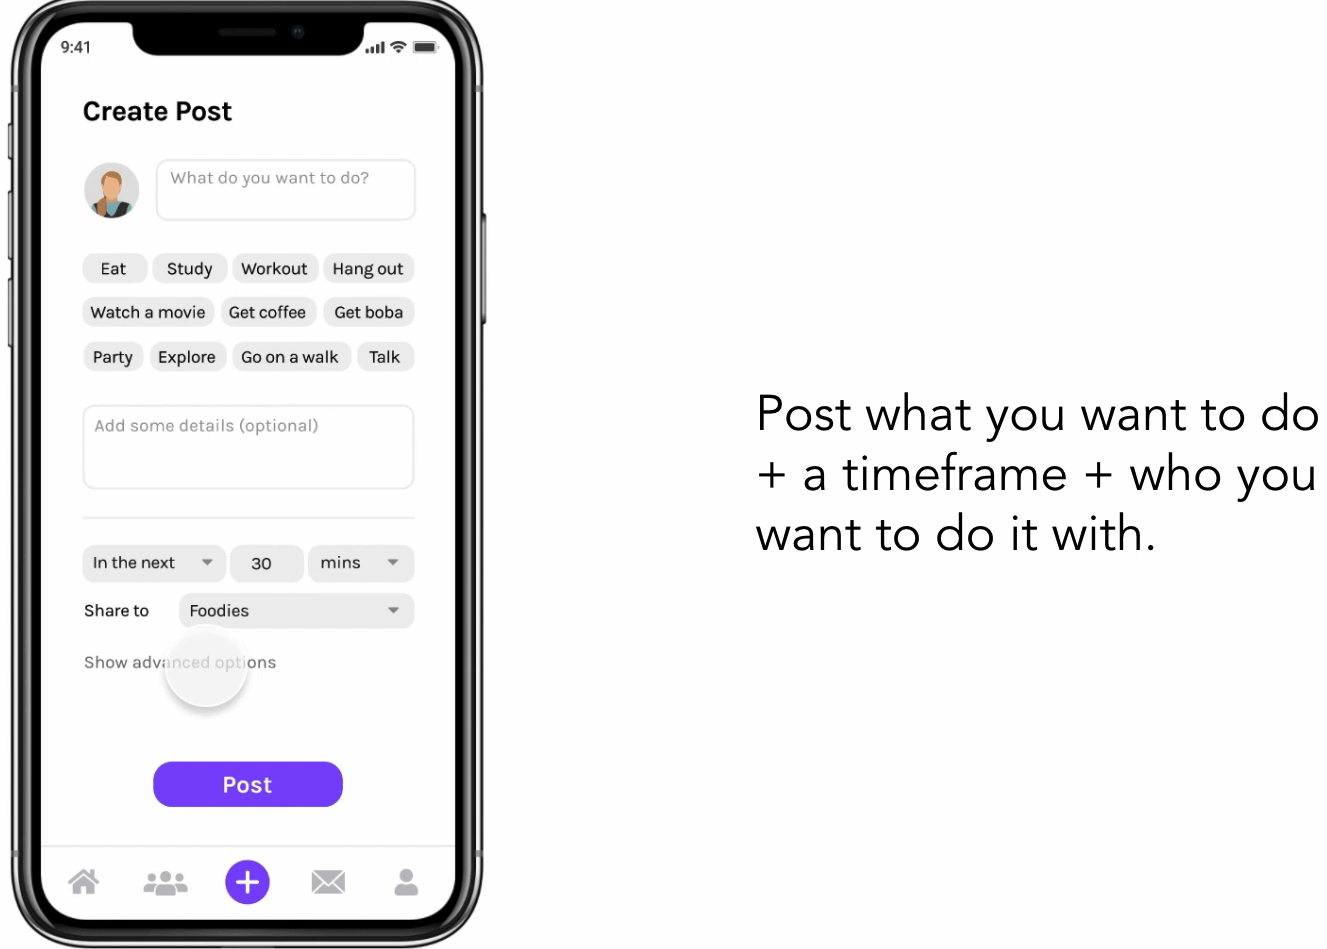 9:41
Create Post
What do you want to do?
Eat Study Workout Hang out
Watch a movie Get coffee Get boba
Party Explore Go on a walk Talk
Add some details (optional)
In the next 30 mins
Share to Foodies
Show advanced options
Post
Post what you want to do
+ a timeframe + who you
want to do it with.